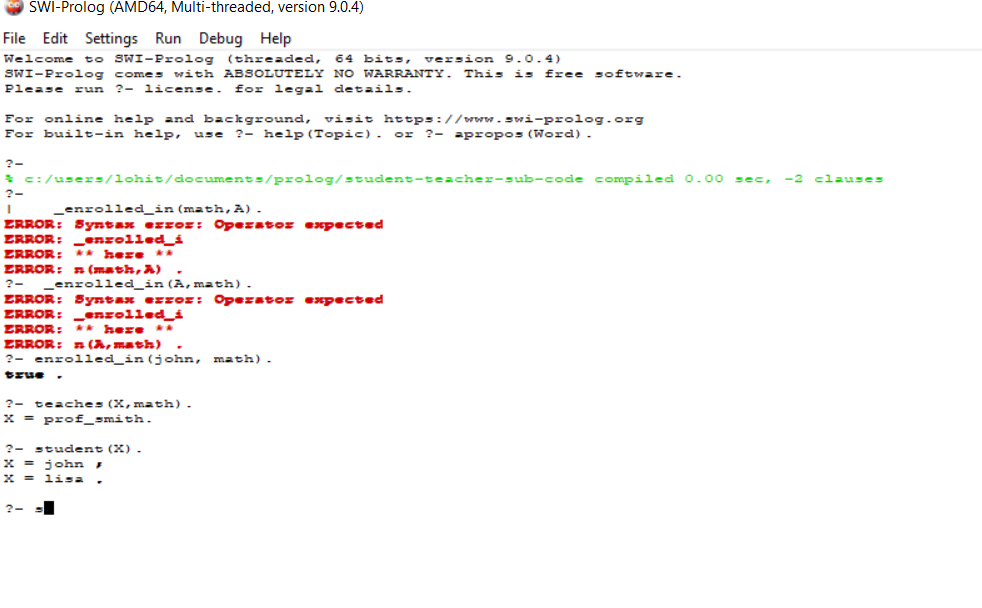 SWI-Prolog (AMD64, Multi-threaded, version 9.0.4)
File Edit Settings Run Debug Help
Welcome to SWI-Prolog (threaded, 64 bits, version 9.0.4)
SWI-Prolog comes with ABSOLUTELY NO WARRANTY. This is free software.
Please run ?- license. for legal details.
For online help and background, visit https://www.swi-prolog.org
For built-in help, use ?- help(Topic). or ?- apropos(Word).
?-
% c:/users/lohit/documents/prolog/student-teacher-sub-code compiled 0.00 sec, -2 clauses
?-
|    _enrolled_in(math,A).
ERROR: Syntax error: Operator expected
ERROR: _enrolled_i
ERROR: ** here **
ERROR: n(math,A) .
?-  _enrolled_in(A,math).
ERROR: Syntax error: Operator expected
ERROR: _enrolled_i
ERROR: ** here **
ERROR: n(A,math) .
?- enrolled_in(john, math).
true .
?- teaches(X,math).
X = prof_smith.
?- student(X).
X = john ;
X = lisa .
?- s